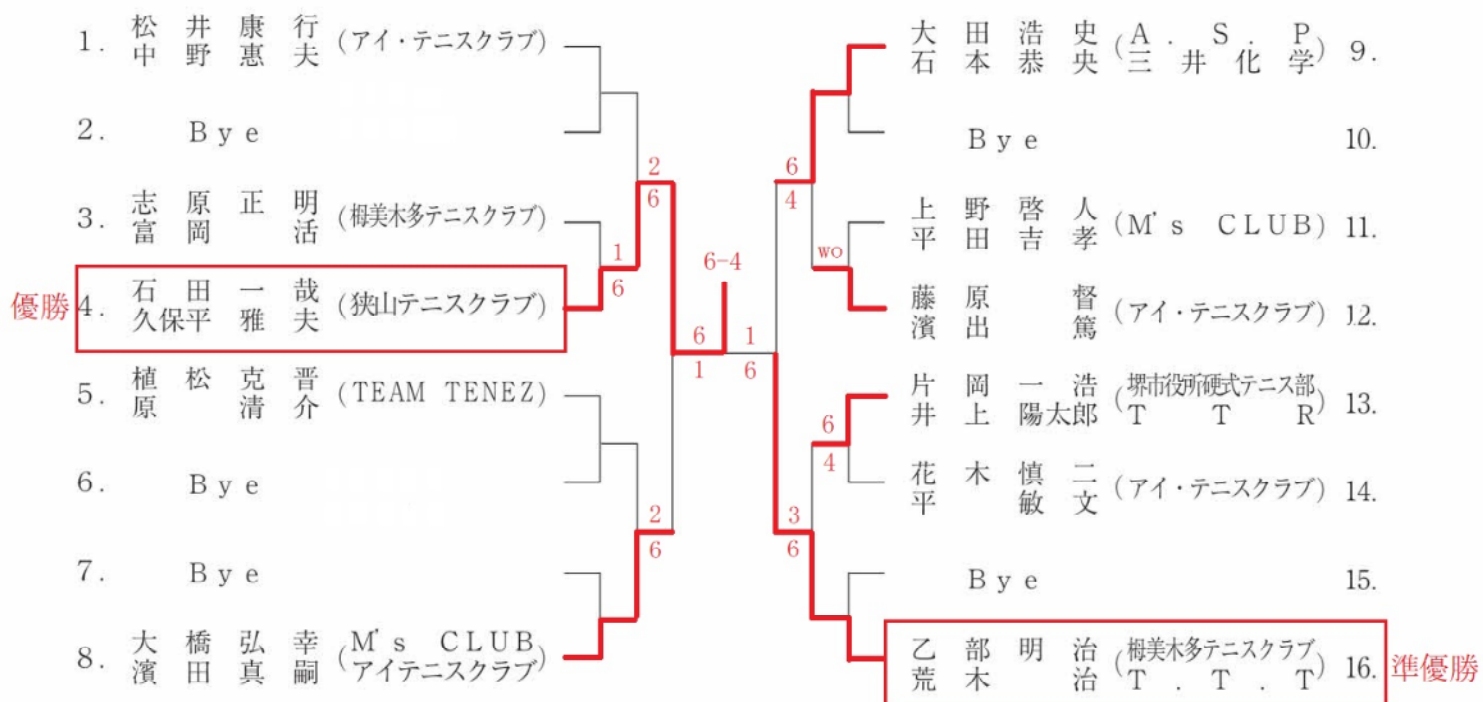 1. 松井康行 (アイ・テニスクラブ)
中野惠夫
2. Bye
3. 志原正明 (栂美木多テニスクラブ)
富岡活
優勝 4. 石田一哉 (狭山テニスクラブ)
久保平雅夫
5. 植松克晋 (TEAM TENEZ)
原清介
6. Bye
7. Bye
8. 大橋弘幸 (M's CLUB
濱田真嗣 アイテニスクラブ)
2
6
1
6
2
6
6
1
6-4
1
6
6
4
wo
6
4
3
6
大田浩史 (A.S.P
石本恭央 三井化学) 9.
Bye 10.
上野啓人 (M's CLUB) 11.
平田吉孝
藤原督 (アイ・テニスクラブ) 12.
濱出篤
片岡一浩 (堺市役所硬式テニス部
井上陽太郎 TTR) 13.
花木慎二 (アイ・テニスクラブ) 14.
平敏文
Bye 15.
乙部明治 (栂美木多テニスクラブ
荒木治 T.T.T) 16. 準優勝